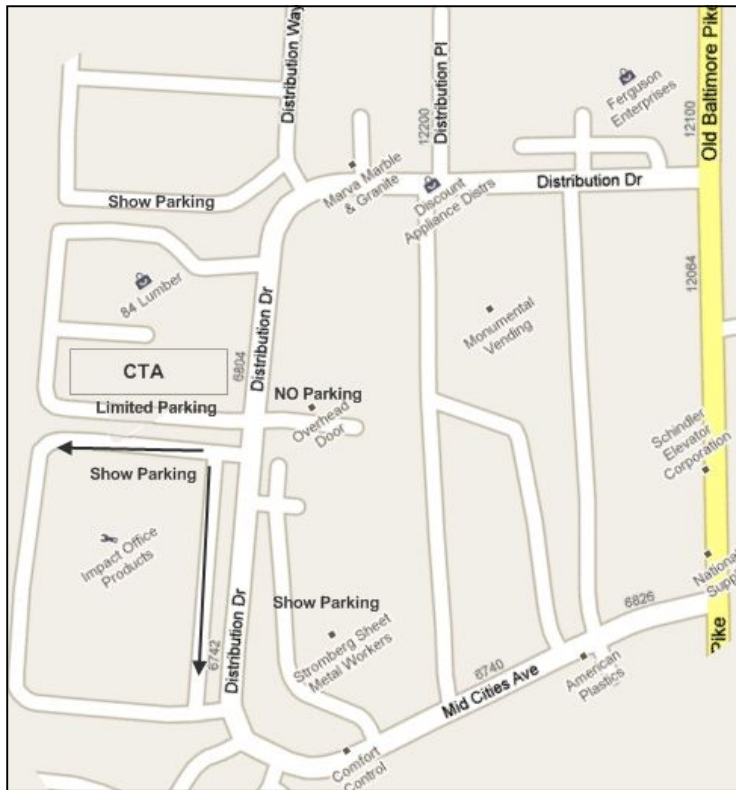 Distribution Way
12200
Distribution Pl
Ferguson
Enterprises
12100
Old Baltimore Pike
Show Parking
Marva Marble
& Granite
Discount
Appliance Distrs
Distribution Dr
84 Lumber
12064
Monumental
Vending
CTA
6804
Distribution Dr
Limited Parking
NO Parking
Overhead
Door
Schindler
Elevator
Corporation
Show Parking
Impact Office
Products
National
Suppl
Show Parking
6742
Distribution Dr
Stromberg Sheet
Metal Workers
6826
6740
Mid Cities Ave
American
Plastics
Pike
Comfort
Control